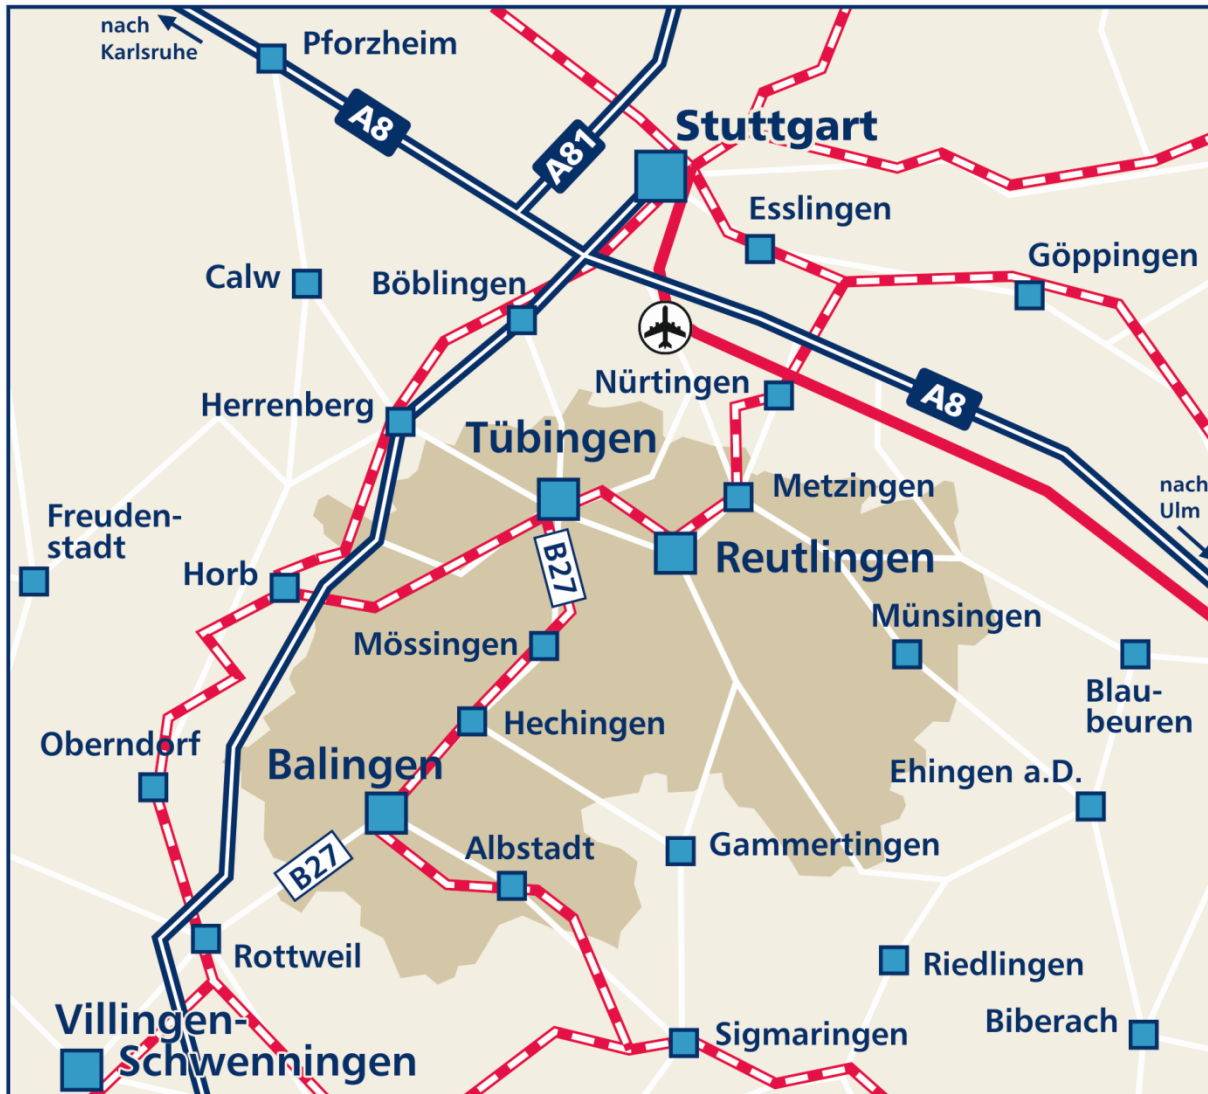 nach
Karlsruhe
Pforzheim
A8
A81
Stuttgart
Esslingen
Göppingen
Calw
Böblingen
Nürtingen
A8
Herrenberg
Tübingen
Metzingen
nach
Ulm
Freuden-
stadt
Reutlingen
B27
Horb
Münsingen
Mössingen
Blau-
beuren
Hechingen
Oberndorf
Balingen
Ehingen a.D.
Albstadt
Gammertingen
B27
Rottweil
Riedlingen
Villingen-
Schwenningen
Sigmaringen
Biberach